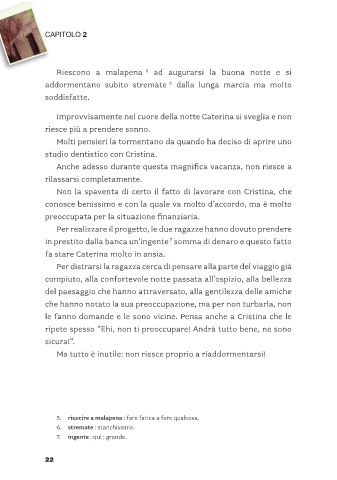 CAPITOLO 2
Riescono a malapena 5 ad augurarsi la buona notte e si
addormentano subito stremate 6 dalla lunga marcia ma molto
soddisfatte.
Improvvisamente nel cuore della notte Caterina si sveglia e non
riesce più a prendere sonno.
Molti pensieri la tormentano da quando ha deciso di aprire uno
studio dentistico con Cristina.
Anche adesso durante questa magnifica vacanza, non riesce a
rilassarsi completamente.
Non la spaventa di certo il fatto di lavorare con Cristina, che
conosce benissimo e con la quale va molto d'accordo, ma è molto
preoccupata per la situazione finanziaria.
Per realizzare il progetto, le due ragazze hanno dovuto prendere
in prestito dalla banca un'ingente 7 somma di denaro e questo fatto
fa stare Caterina molto in ansia.
Per distrarsi la ragazza cerca di pensare alla parte del viaggio già
compiuto, alla confortevole notte passata all'ospizio, alla bellezza
del paesaggio che hanno attraversato, alla gentilezza delle amiche
che hanno notato la sua preoccupazione, ma per non turbarla, non
le fanno domande e le sono vicine. Pensa anche a Cristina che le
ripete spesso "Ehi, non ti preoccupare! Andrà tutto bene, ne sono
sicura!".
Ma tutto è inutile: non riesce proprio a riaddormentarsi!
5. riuscire a malapena : fare fatica a fare qualcosa.
6. stremate : stanchissime.
7. ingente : qui : grande.
22